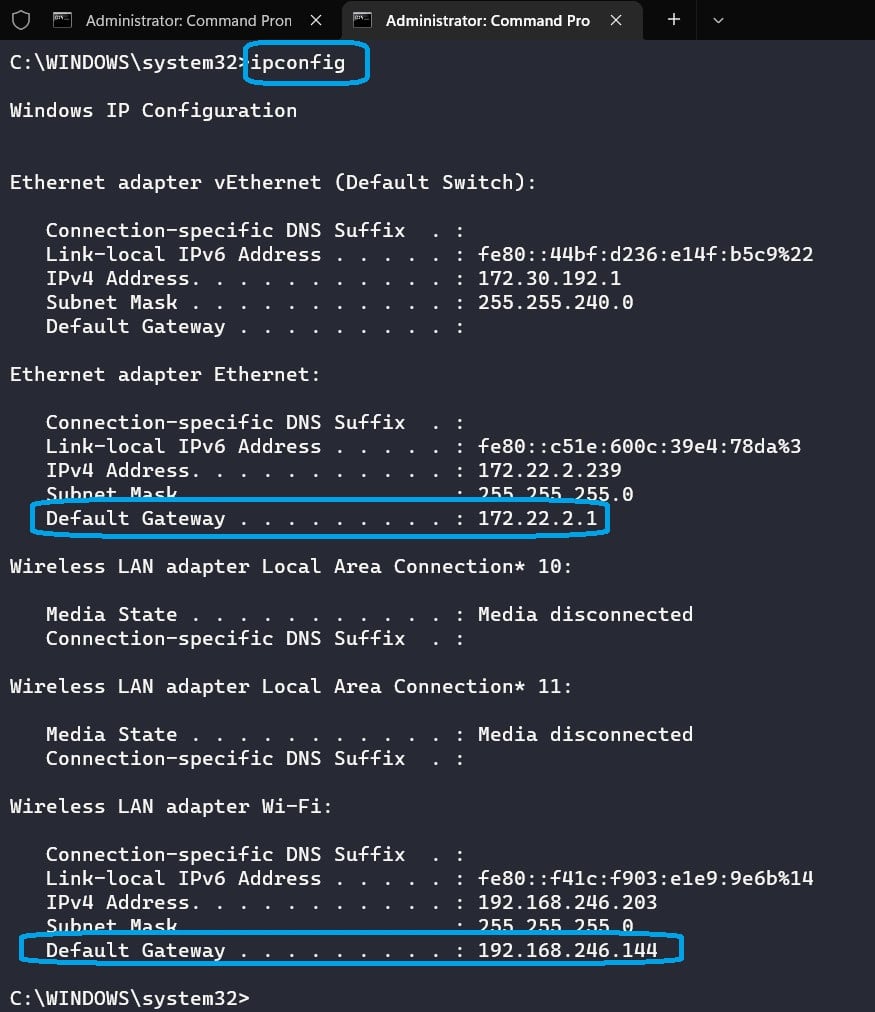 Administrator: Command Pron
Administrator: Command Pro
C:\WINDOWS\system32>ipconfig
Windows IP Configuration
Ethernet adapter vEthernet (Default Switch):
Connection-specific DNS Suffix  . :
Link-local IPv6 Address . . . . . : fe80::44bf:d236:e14f:b5c9%22
IPv4 Address. . . . . . . . . . . : 172.30.192.1
Subnet Mask . . . . . . . . . . . : 255.255.240.0
Default Gateway . . . . . . . . . :
Ethernet adapter Ethernet:
Connection-specific DNS Suffix  . :
Link-local IPv6 Address . . . . . : fe80::c51e:600c:39e4:78da%3
IPv4 Address. . . . . . . . . . . : 172.22.2.239
Subnet Mask . . . . . . . . . . . : 255.255.255.0
Default Gateway . . . . . . . . . : 172.22.2.1
Wireless LAN adapter Local Area Connection* 10:
Media State . . . . . . . . . . . : Media disconnected
Connection-specific DNS Suffix  . :
Wireless LAN adapter Local Area Connection* 11:
Media State . . . . . . . . . . . : Media disconnected
Connection-specific DNS Suffix  . :
Wireless LAN adapter Wi-Fi:
Connection-specific DNS Suffix  . :
Link-local IPv6 Address . . . . . : fe80::f41c:f903:e1e9:9e6b%14
IPv4 Address. . . . . . . . . . . : 192.168.246.203
Subnet Mask . . . . . . . . . . . : 255.255.255.0
Default Gateway . . . . . . . . . : 192.168.246.144
C:\WINDOWS\system32>